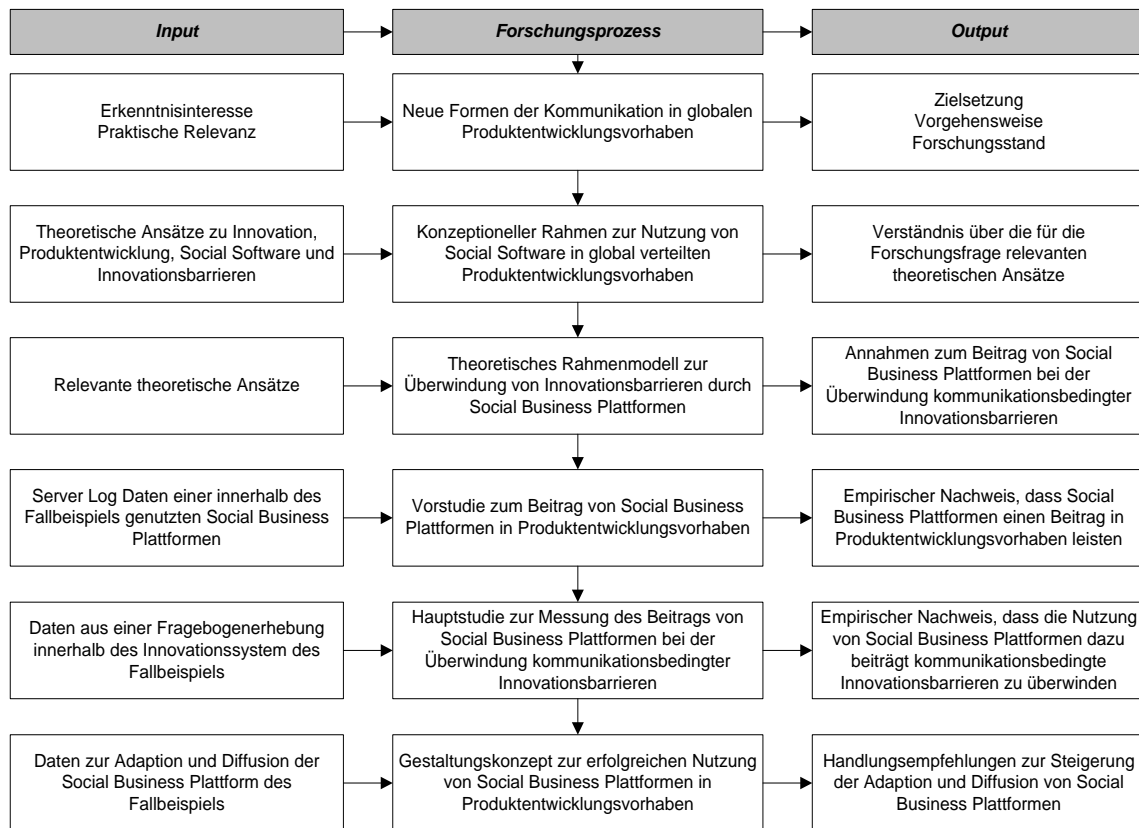 Input
Forschungsprozess
Output
Erkenntnisinteresse
Praktische Relevanz
Neue Formen der Kommunikation in globalen
Produktentwicklungsvorhaben
Zielsetzung
Vorgehensweise
Forschungsstand
Theoretische Ansätze zu Innovation,
Produktentwicklung, Social Software und
Innovationsbarrieren
Konzeptioneller Rahmen zur Nutzung von
Social Software in global verteilten
Produktentwicklungsvorhaben
Verständnis über die für die
Forschungsfrage relevanten
theoretischen Ansätze
Relevante theoretische Ansätze
Theoretisches Rahmenmodell zur
Überwindung von Innovationsbarrieren durch
Social Business Plattformen
Annahmen zum Beitrag von Social
Business Plattformen bei der
Überwindung kommunikationsbedingter
Innovationsbarrieren
Server Log Daten einer innerhalb des
Fallbeispiels genutzten Social Business
Plattformen
Vorstudie zum Beitrag von Social Business
Plattformen in Produktentwicklungsvorhaben
Empirischer Nachweis, dass Social
Business Plattformen einen Beitrag in
Produktentwicklungsvorhaben leisten
Daten aus einer Fragebogenerhebung
innerhalb des Innovationssystem des
Fallbeispiels
Hauptstudie zur Messung des Beitrags von
Social Business Plattformen bei der
Überwindung kommunikationsbedingter
Innovationsbarrieren
Empirischer Nachweis, dass die Nutzung
von Social Business Plattformen dazu
beiträgt kommunikationsbedingte
Innovationsbarrieren zu überwinden
Daten zur Adaption und Diffusion der
Social Business Plattform des
Fallbeispiels
Gestaltungskonzept zur erfolgreichen Nutzung
von Social Business Plattformen in
Produktentwicklungsvorhaben
Handlungsempfehlungen zur Steigerung
der Adaption und Diffusion von Social
Business Plattformen